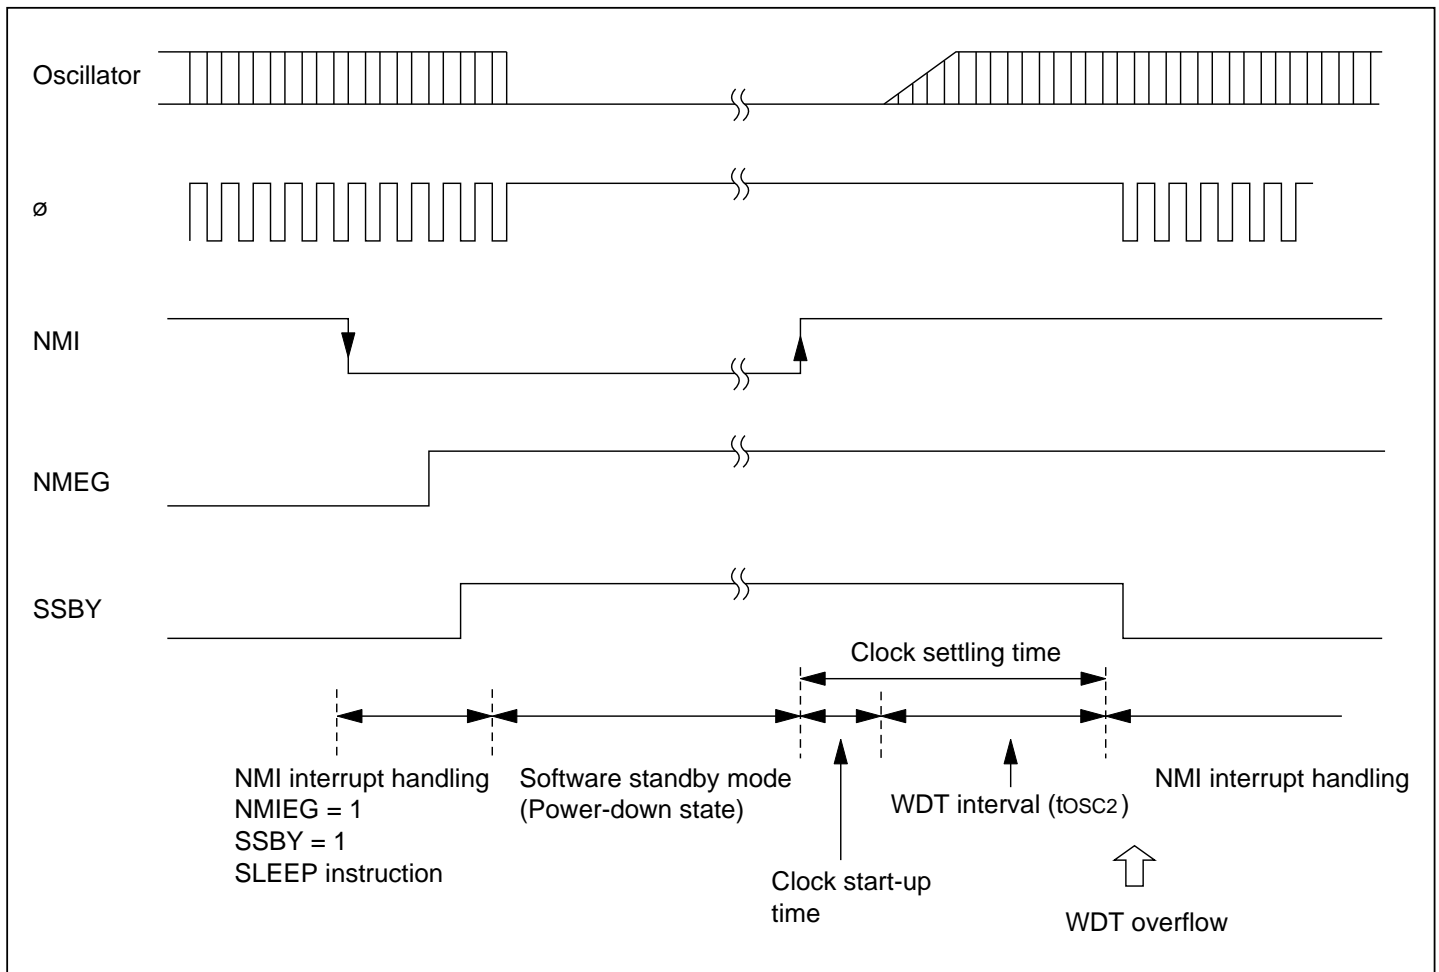 Oscillator
ø
NMI
NMEG
SSBY
Clock settling time
NMI interrupt handling
NMIEG = 1
SSBY = 1
SLEEP instruction
Software standby mode
(Power-down state)
Clock start-up
time
WDT interval (tOSC2)
NMI interrupt handling
WDT overflow